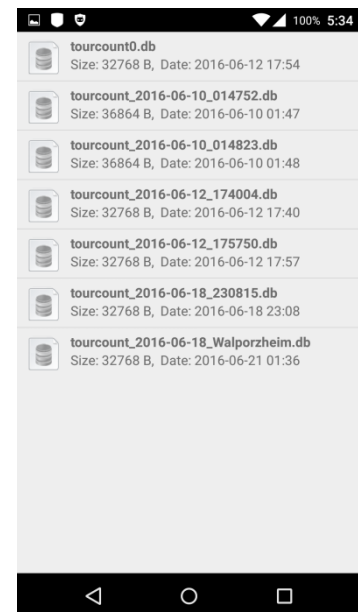 100% 5:34
tourcount0.db
Size: 32768 B, Date: 2016-06-12 17:54
tourcount_2016-06-10_014752.db
Size: 36864 B, Date: 2016-06-10 01:47
tourcount_2016-06-10_014823.db
Size: 36864 B, Date: 2016-06-10 01:48
tourcount_2016-06-12_174004.db
Size: 32768 B, Date: 2016-06-12 17:40
tourcount_2016-06-12_175750.db
Size: 32768 B, Date: 2016-06-12 17:57
tourcount_2016-06-18_230815.db
Size: 32768 B, Date: 2016-06-18 23:08
tourcount_2016-06-18_Walporzheim.db
Size: 32768 B, Date: 2016-06-21 01:36